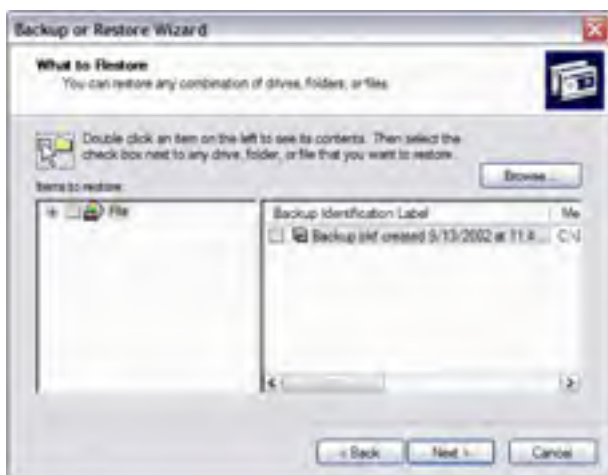 Backup or Restore Wizard
What to Restore
You can restore any combination of drives, folders, or files.
Double click an item on the left to see its contents. Then select the
check box next to any drive, folder, or file that you want to restore.
Browse...
Items to restore:
File
Backup Identification Label
Me
Backup.bkf created 9/13/2002 at 11:4...
C:\
< Back
Next >
Cancel